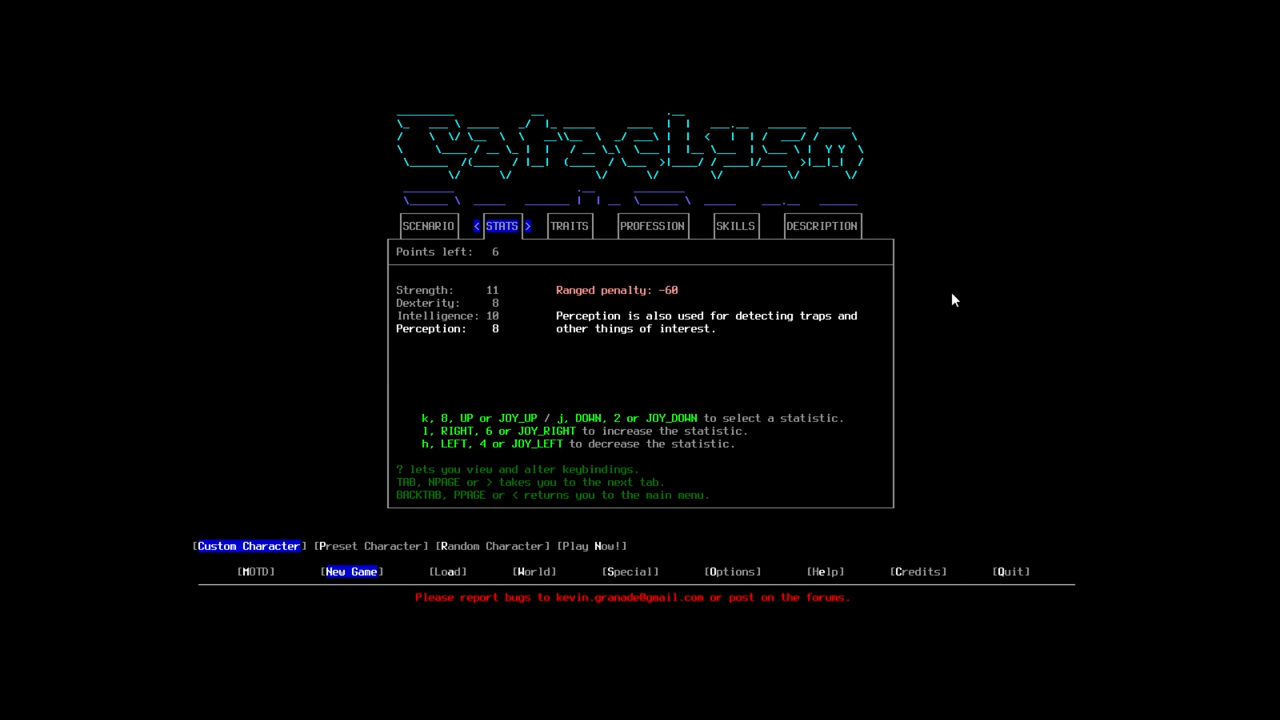 Cataclysm
SCENARIO < STATS > TRAITS PROFESSION SKILLS DESCRIPTION
Points left: 6
Strength: 11 Ranged penalty: -60
Dexterity: 8
Intelligence: 10 Perception is also used for detecting traps and
Perception: 8 other things of interest.
k, 8, UP or JOY_UP / j, DOWN, 2 or JOY_DOWN to select a statistic.
l, RIGHT, 6 or JOY_RIGHT to increase the statistic.
h, LEFT, 4 or JOY_LEFT to decrease the statistic.
? lets you view and alter keybindings.
TAB, NPAGE or > takes you to the next tab.
BACKTAB, PPAGE or < returns you to the main menu.
[Custom Character] [Preset Character] [Random Character] [Play Now!]
[MOTD] [New Game] [Load] [World] [Special] [Options] [Help] [Credits] [Quit]
Please report bugs to kevin.granade@gmail.com or post on the forums.